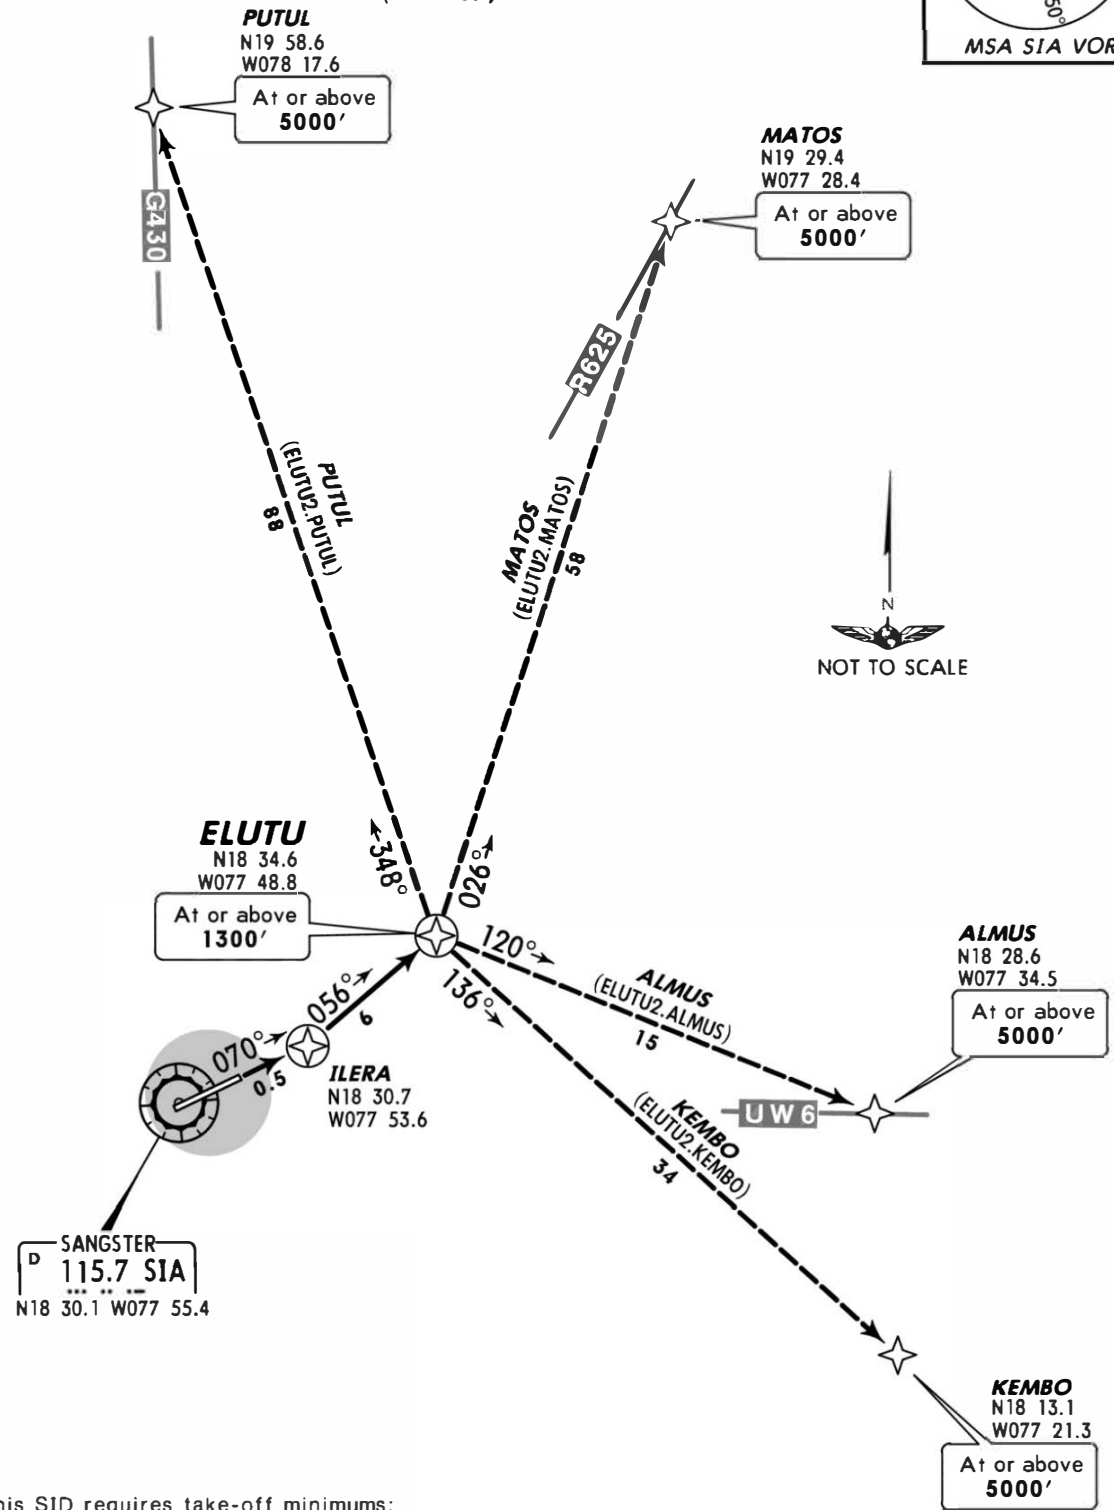 PUTUL
N19 58.6
W078 17.6
At or above
5000'
50°
MSA SIA VOR
MATOS
N19 29.4
W077 28.4
At or above
5000'
G430
R625
PUTUL
(ELUTU2.PUTUL)
88
MATOS
(ELUTU2.MATOS)
58
N
NOT TO SCALE
ELUTU
N18 34.6
W077 48.8
At or above
1300'
348°
026°
120°
136°
056°
6
070°
0.5
ILERA
N18 30.7
W077 53.6
ALMUS
(ELUTU2.ALMUS)
15
ALMUS
N18 28.6
W077 34.5
At or above
5000'
UW6
KEMBO
(ELUTU2.KEMBO)
34
SANGSTER
D 115.7 SIA
N18 30.1 W077 55.4
KEMBO
N18 13.1
W077 21.3
At or above
5000'
his SID requires take-off minimums: